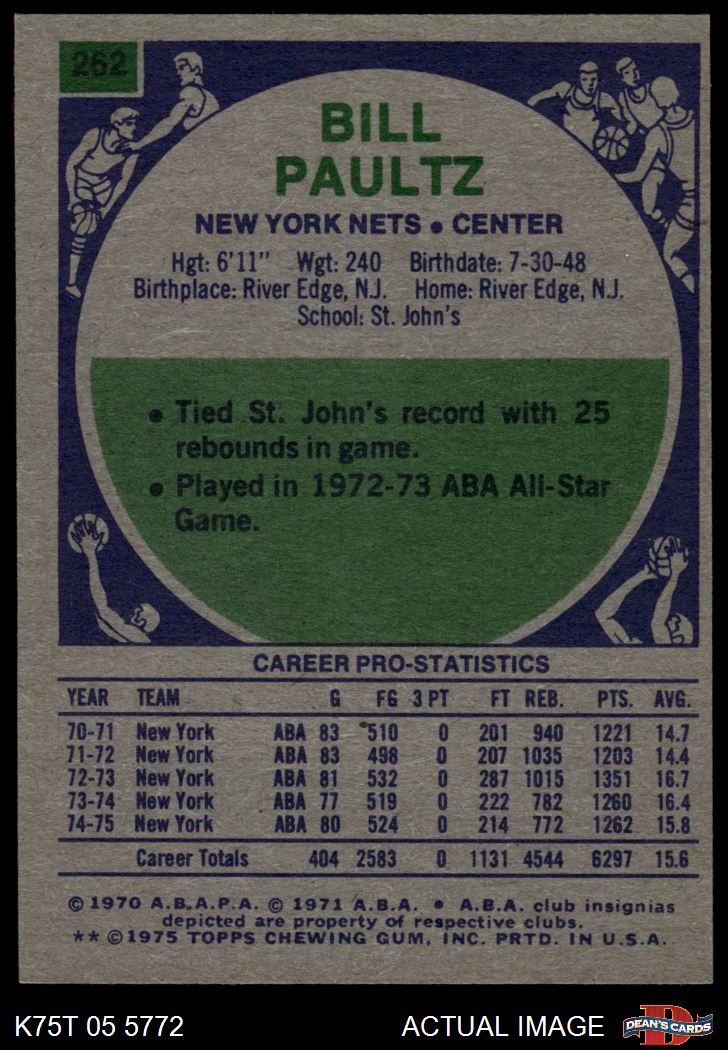 262
BILL
PAULTZ
NEW YORK NETS • CENTER
Hgt: 6'11" Wgt: 240 Birthdate: 7-30-48
Birthplace: River Edge, N.J. Home: River Edge, N.J.
School: St. John's
• Tied St. John's record with 25
rebounds in game.
• Played in 1972-73 ABA All-Star
Game.
CAREER PRO-STATISTICS
YEAR TEAM G FG 3 PT FT REB. PTS. AVG.
70-71 New York ABA 83 510 0 201 940 1221 14.7
71-72 New York ABA 83 498 0 207 1035 1203 14.4
72-73 New York ABA 81 532 0 287 1015 1351 16.7
73-74 New York ABA 77 519 0 222 782 1260 16.4
74-75 New York ABA 80 524 0 214 772 1262 15.8
Career Totals 404 2583 0 1131 4544 6297 15.6
© 1970 A.B.A.P.A. © 1971 A.B.A. • A.B.A. club insignias
depicted are property of respective clubs.
** © 1975 TOPPS CHEWING GUM, INC. PRTD. IN U.S.A.
K75T 05 5772 ACTUAL IMAGE
D
DEAN'S CARDS